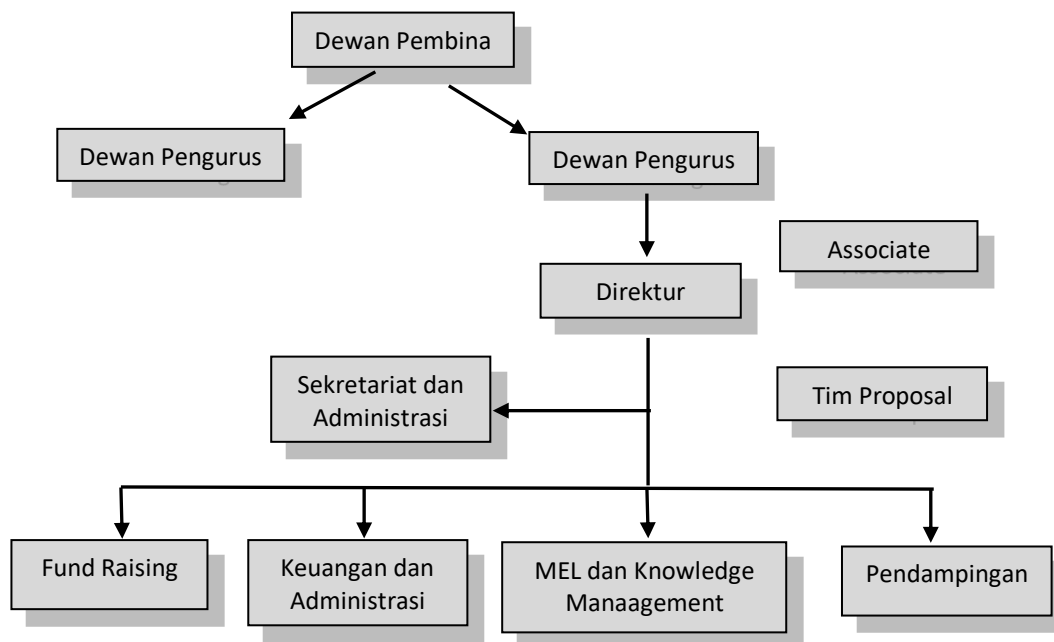 Dewan Pembina
Dewan Pengurus
Dewan Pengurus
Associate
Direktur
Sekretariat dan
Administrasi
Tim Proposal
Fund Raising
Keuangan dan
Administrasi
MEL dan Knowledge
Manaagement
Pendampingan